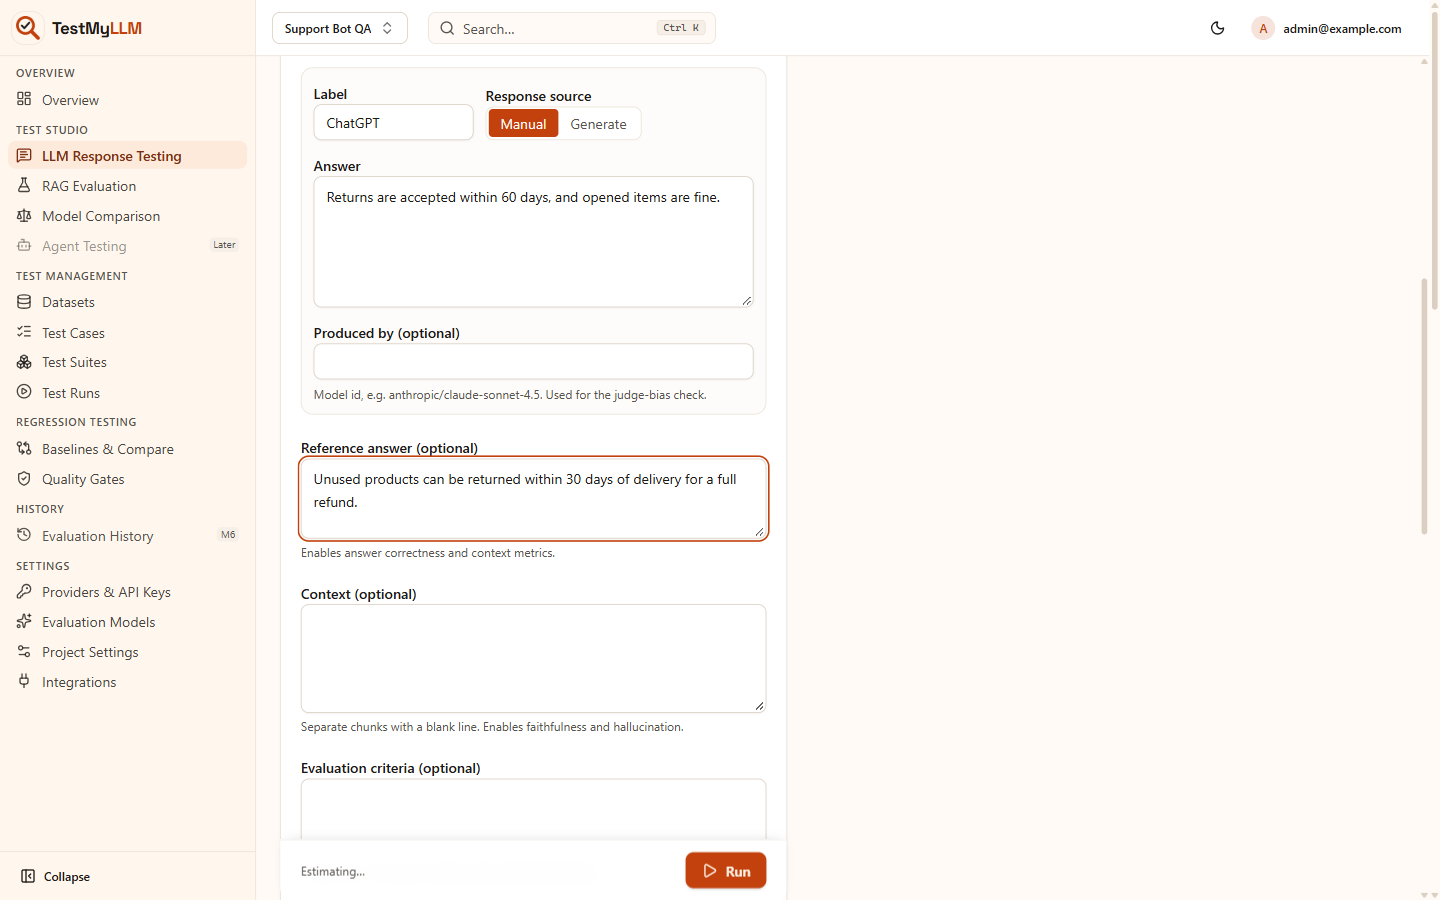 TestMyLLM
Support Bot QA
Search...
Ctrl K
A
admin@example.com
OVERVIEW
Overview
TEST STUDIO
LLM Response Testing
RAG Evaluation
Model Comparison
Agent Testing
Later
TEST MANAGEMENT
Datasets
Test Cases
Test Suites
Test Runs
REGRESSION TESTING
Baselines & Compare
Quality Gates
HISTORY
Evaluation History
M6
SETTINGS
Providers & API Keys
Evaluation Models
Project Settings
Integrations
Collapse
Label
ChatGPT
Response source
Manual
Generate
Answer
Returns are accepted within 60 days, and opened items are fine.
Produced by (optional)
Model id, e.g. anthropic/claude-sonnet-4.5. Used for the judge-bias check.
Reference answer (optional)
Unused products can be returned within 30 days of delivery for a full
refund.
Enables answer correctness and context metrics.
Context (optional)
Separate chunks with a blank line. Enables faithfulness and hallucination.
Evaluation criteria (optional)
Estimating...
Run